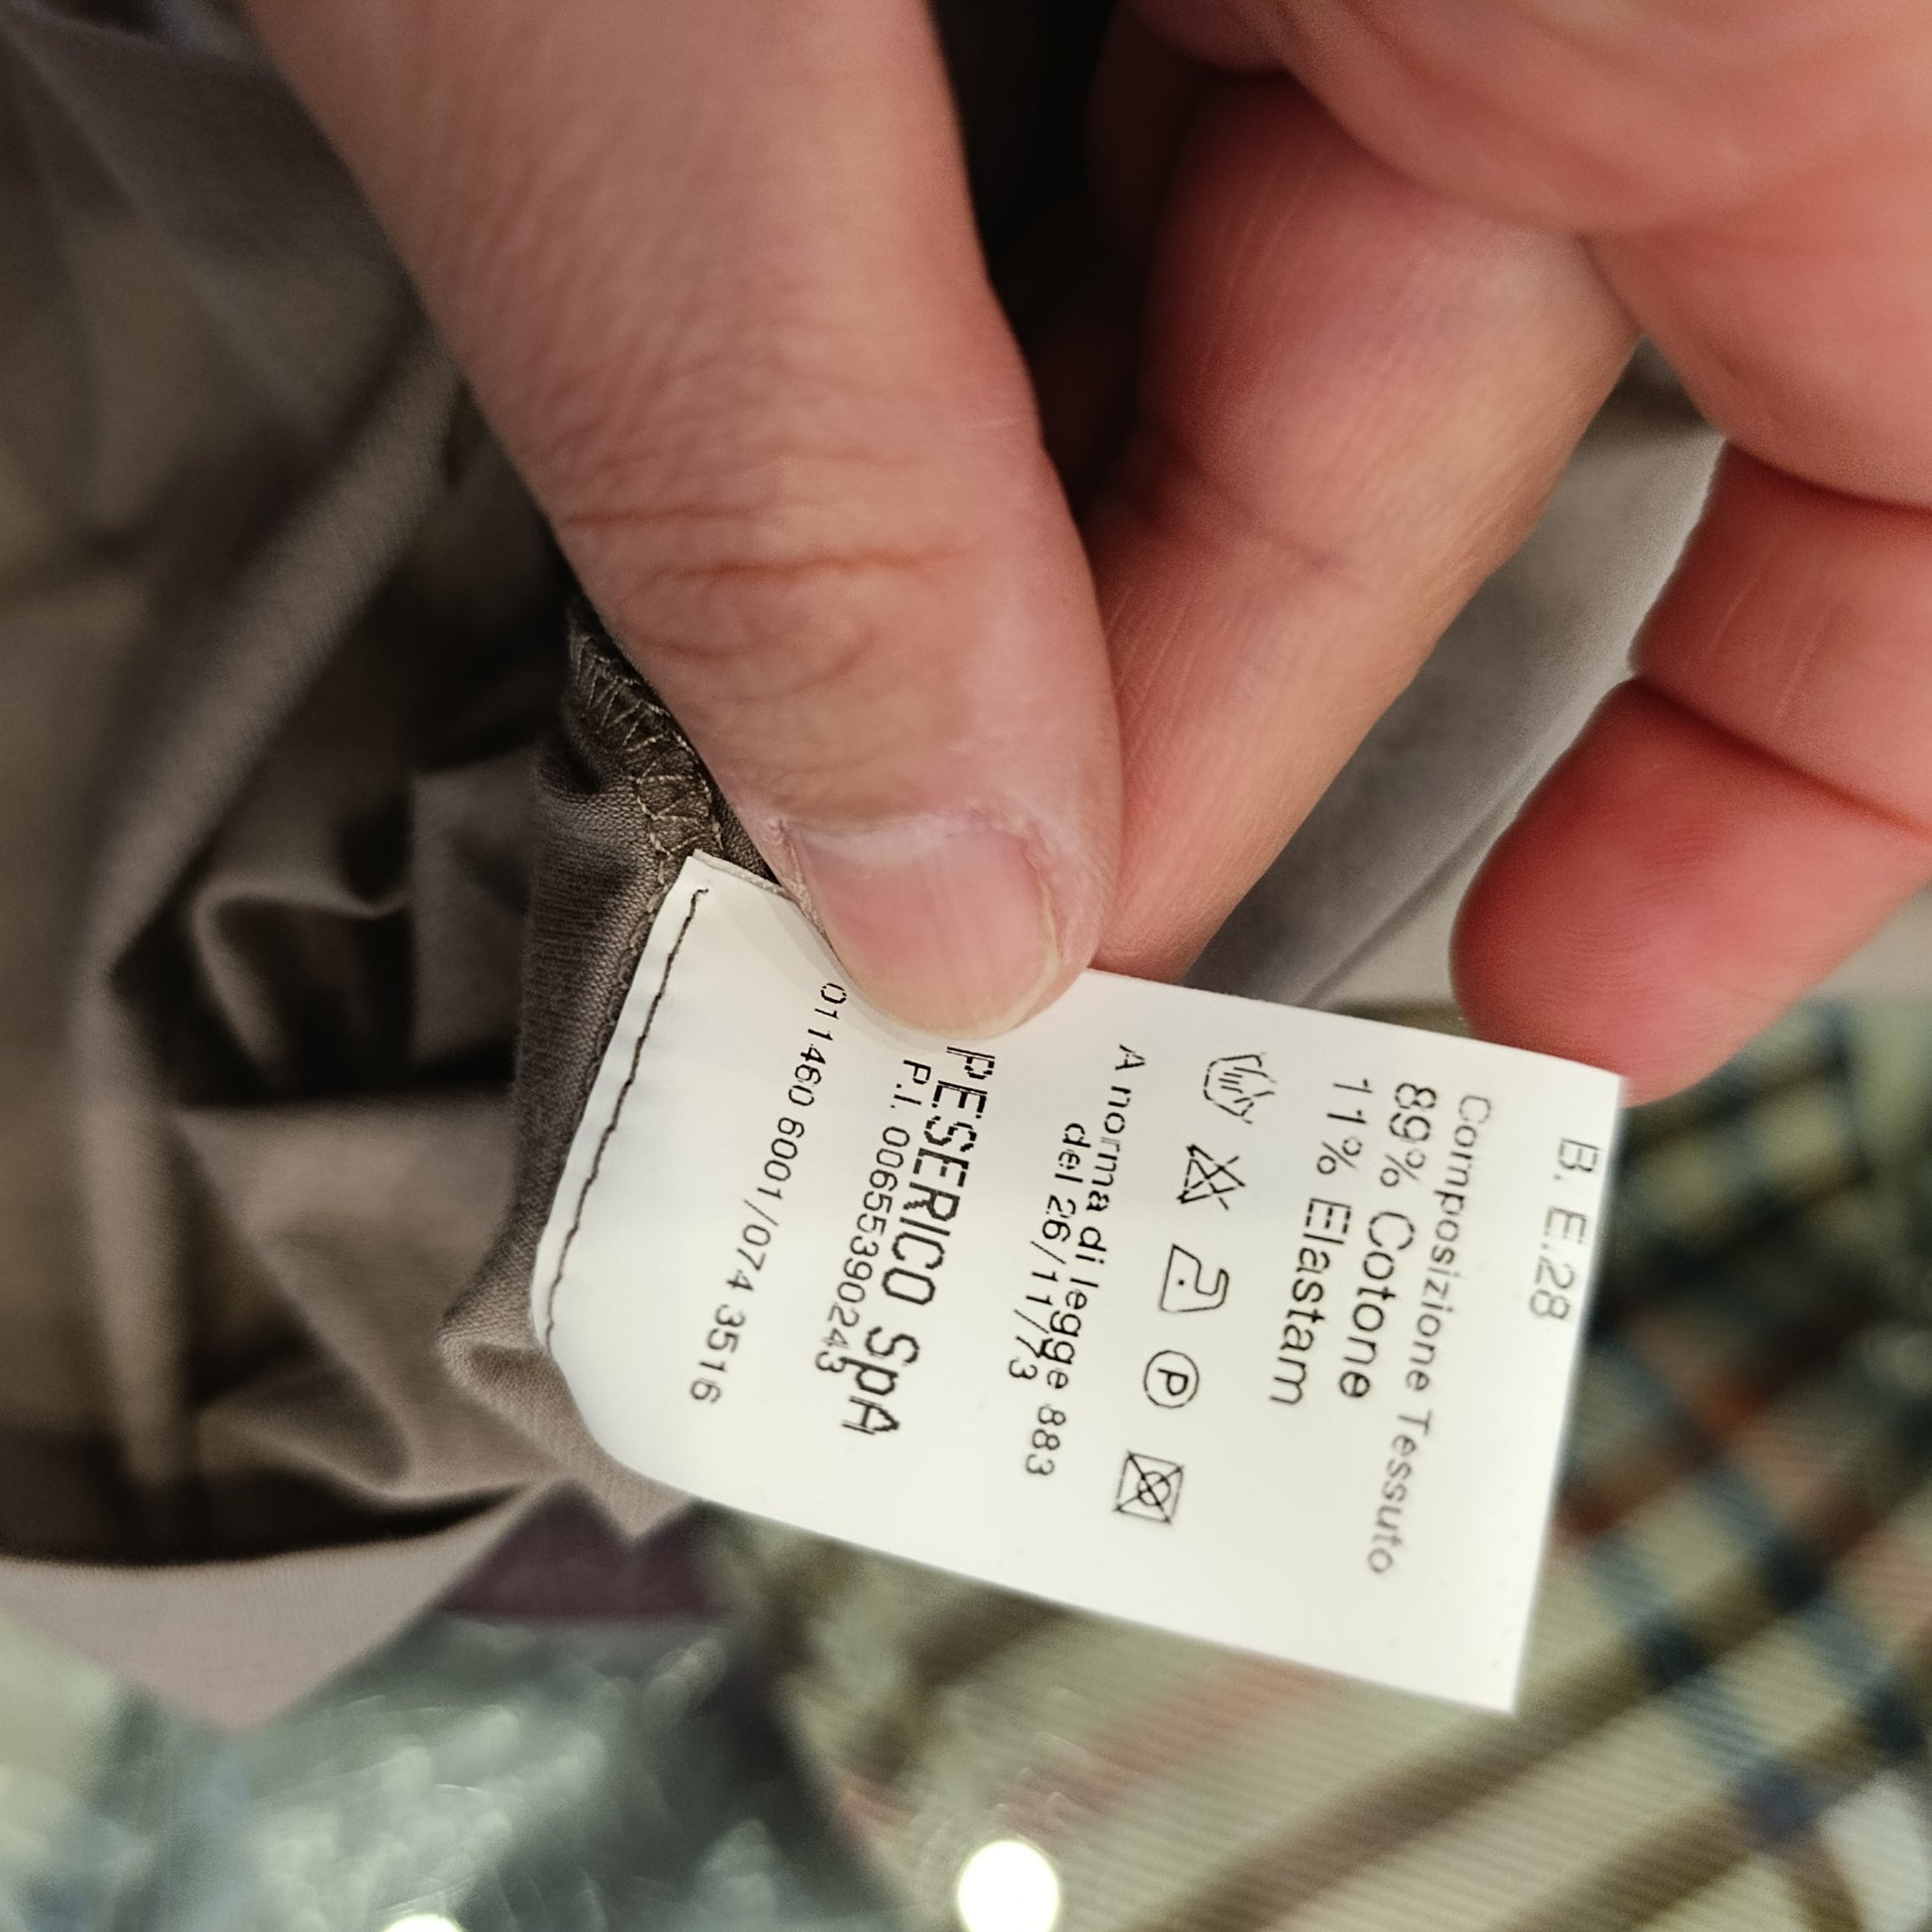 B. E.28
Composizione Tessuto
89% Cotone
11% Elastam
P
A norma di legge 883
del 26/11/73
PESERICO SpA
P.I. 00655390243
011460 6001/074 3516